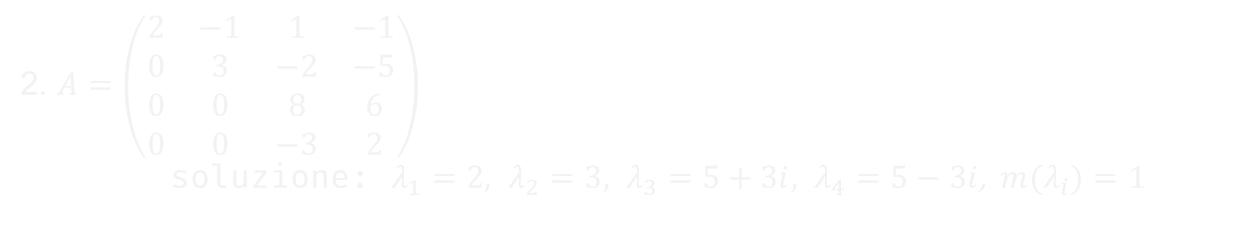 2. A = (2 −1 1 −1
0 3 −2 −5
0 0 8 6
0 0 −3 2)
soluzione: λ₁ = 2, λ₂ = 3, λ₃ = 5 + 3i, λ₄ = 5 − 3i, m(λᵢ) = 1